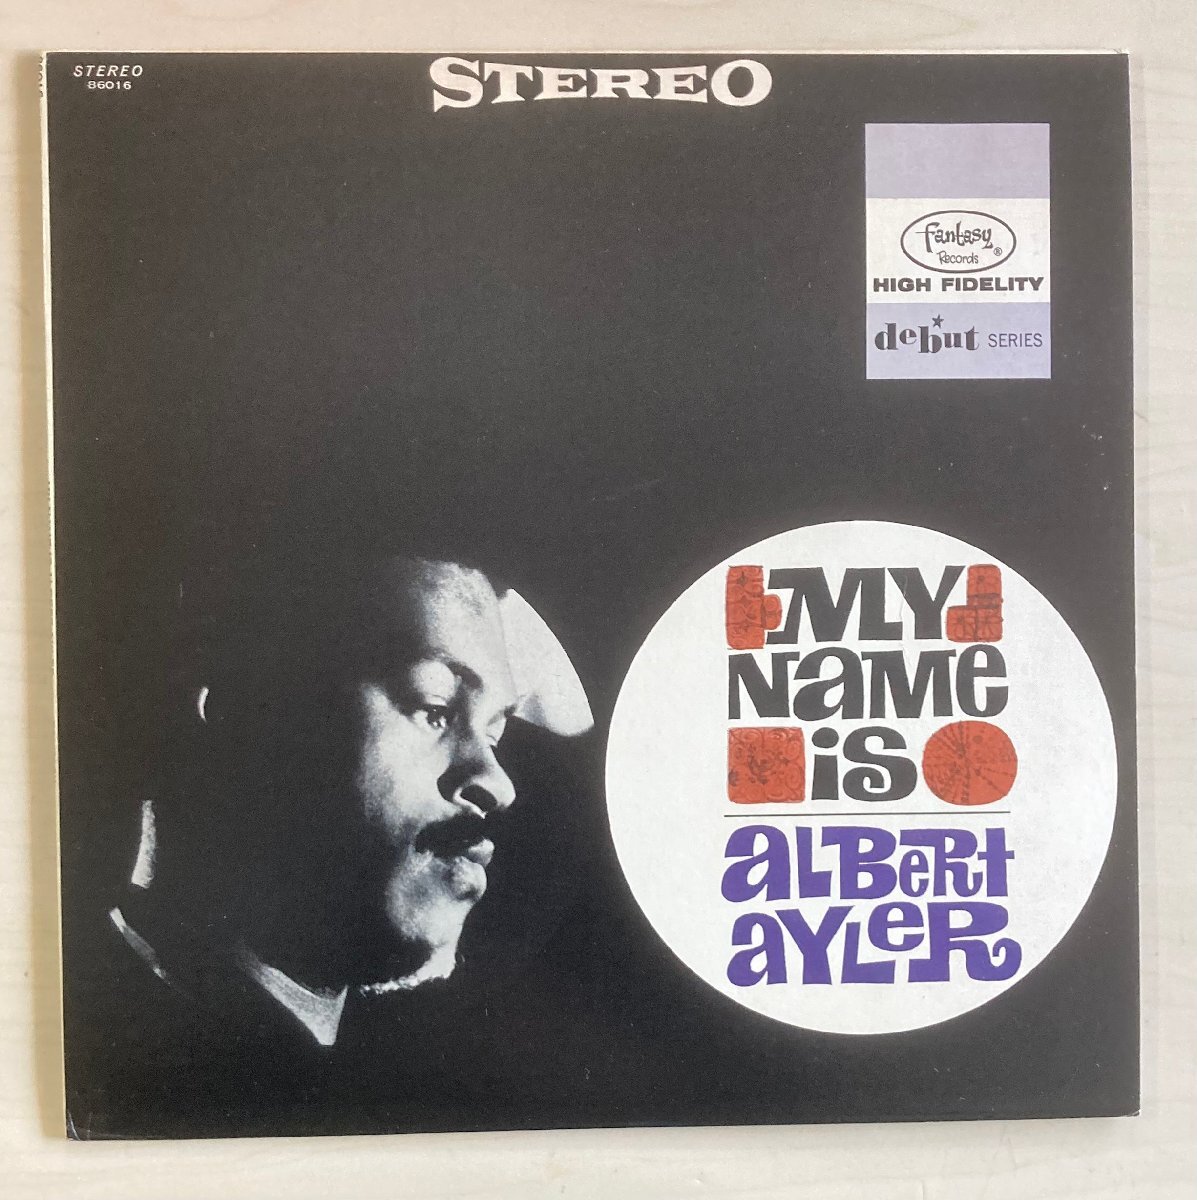 STEREO
86016
STEREO
fantasy ®
Records
HIGH FIDELITY
debut SERIES
MY
NAMe
iS
ALBeRt
AYLeR